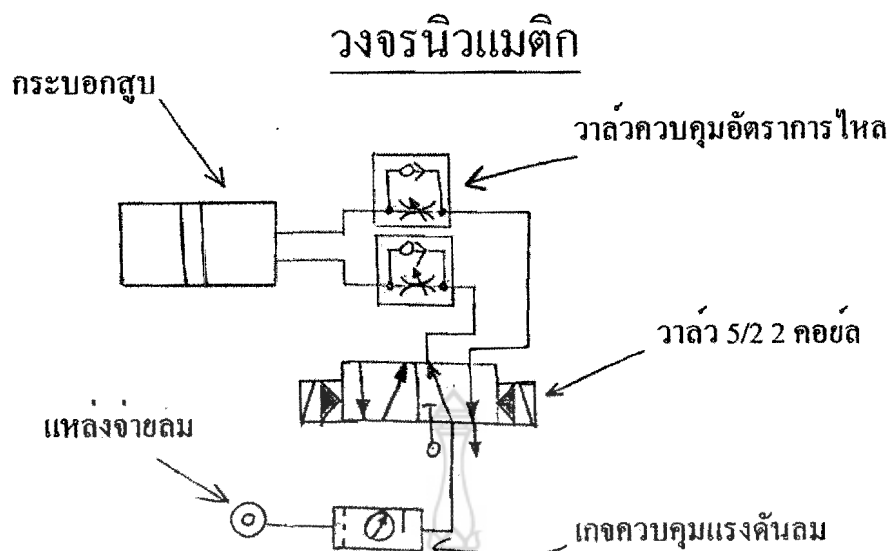 วงจรนิวแมติก
กระบอกสูบ
วาล์วควบคุมอัตราการไหล
วาล์ว 5/2 2 คอย์ล
แหล่งจ่ายลม
เกจควบคุมแรงดันลม